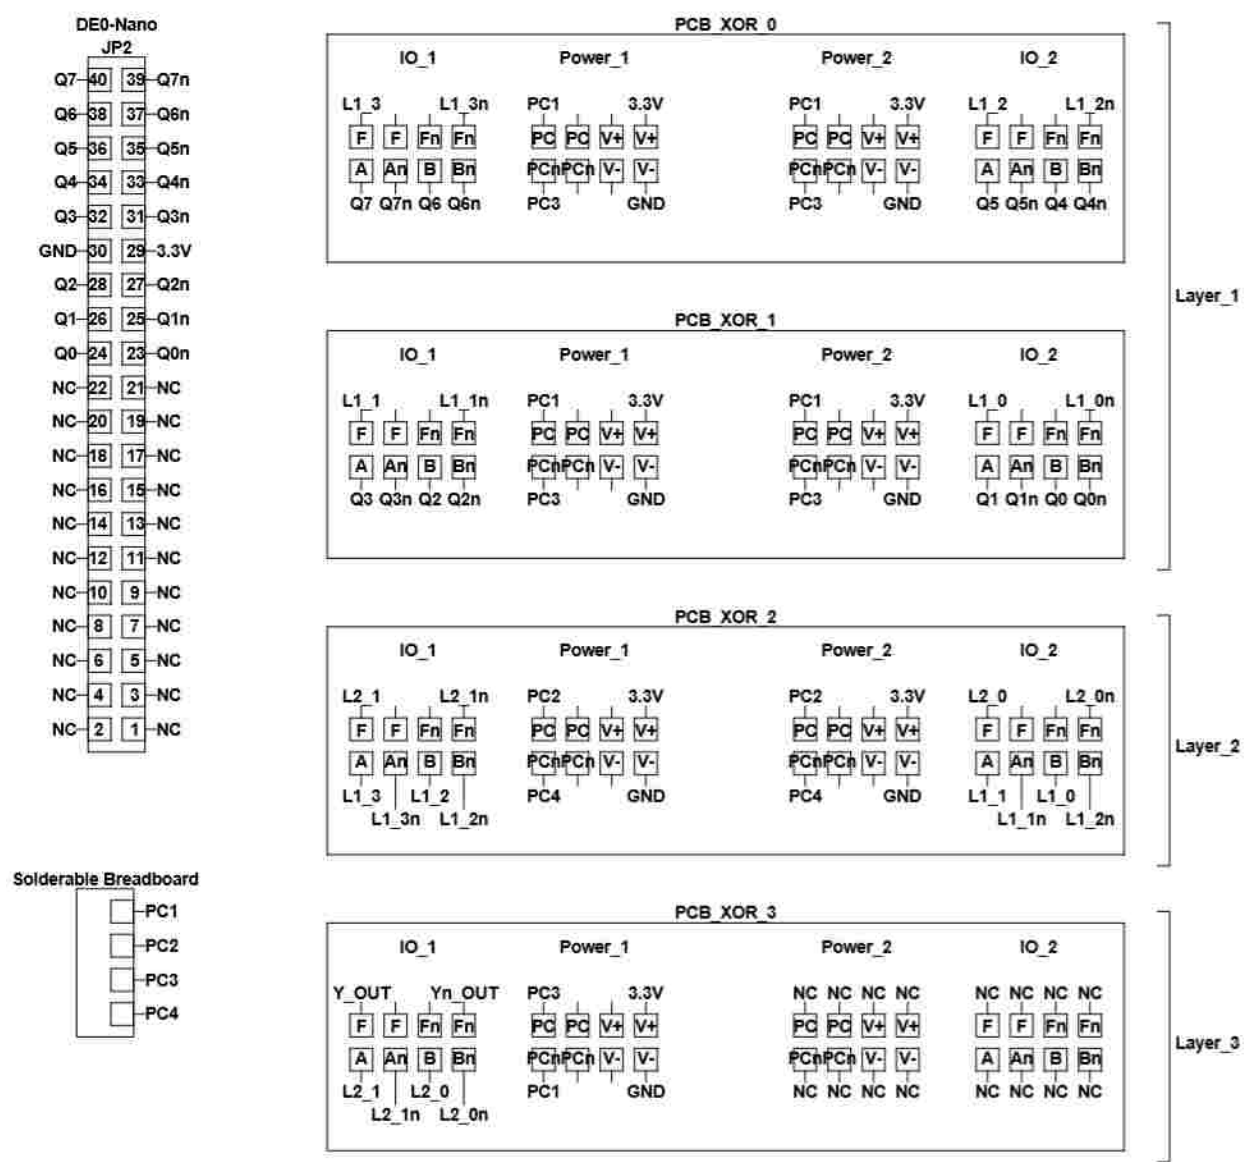 DE0-Nano
JP2
Q7 40 39 Q7n
Q6 38 37 Q6n
Q5 36 35 Q5n
Q4 34 33 Q4n
Q3 32 31 Q3n
GND 30 29 3.3V
Q2 28 27 Q2n
Q1 26 25 Q1n
Q0 24 23 Q0n
NC 22 21 NC
NC 20 19 NC
NC 18 17 NC
NC 16 15 NC
NC 14 13 NC
NC 12 11 NC
NC 10 9 NC
NC 8 7 NC
NC 6 5 NC
NC 4 3 NC
NC 2 1 NC
Solderable Breadboard
PC1
PC2
PC3
PC4
PCB_XOR_0
IO_1 Power_1 Power_2 IO_2
L1_3 L1_3n PC1 3.3V PC1 3.3V L1_2 L1_2n
F F Fn Fn PC PC V+ V+ PC PC V+ V+ F F Fn Fn
A An B Bn PCn PCn V- V- PCn PCn V- V- A An B Bn
Q7 Q7n Q6 Q6n PC3 GND PC3 GND Q5 Q5n Q4 Q4n
PCB_XOR_1
IO_1 Power_1 Power_2 IO_2
L1_1 L1_1n PC1 3.3V PC1 3.3V L1_0 L1_0n
F F Fn Fn PC PC V+ V+ PC PC V+ V+ F F Fn Fn
A An B Bn PCn PCn V- V- PCn PCn V- V- A An B Bn
Q3 Q3n Q2 Q2n PC3 GND PC3 GND Q1 Q1n Q0 Q0n
Layer_1
PCB_XOR_2
IO_1 Power_1 Power_2 IO_2
L2_1 L2_1n PC2 3.3V PC2 3.3V L2_0 L2_0n
F F Fn Fn PC PC V+ V+ PC PC V+ V+ F F Fn Fn
A An B Bn PCn PCn V- V- PCn PCn V- V- A An B Bn
L1_3 L1_2 PC4 GND PC4 GND L1_1 L1_0
L1_3n L1_2n L1_1n L1_2n
Layer_2
PCB_XOR_3
IO_1 Power_1 Power_2 IO_2
Y_OUT Yn_OUT PC3 3.3V NC NC NC NC NC NC NC NC
F F Fn Fn PC PC V+ V+ PC PC V+ V+ F F Fn Fn
A An B Bn PCn PCn V- V- PCn PCn V- V- A An B Bn
L2_1 L2_0 PC1 GND NC NC NC NC NC NC NC NC
L2_1n L2_0n
Layer_3